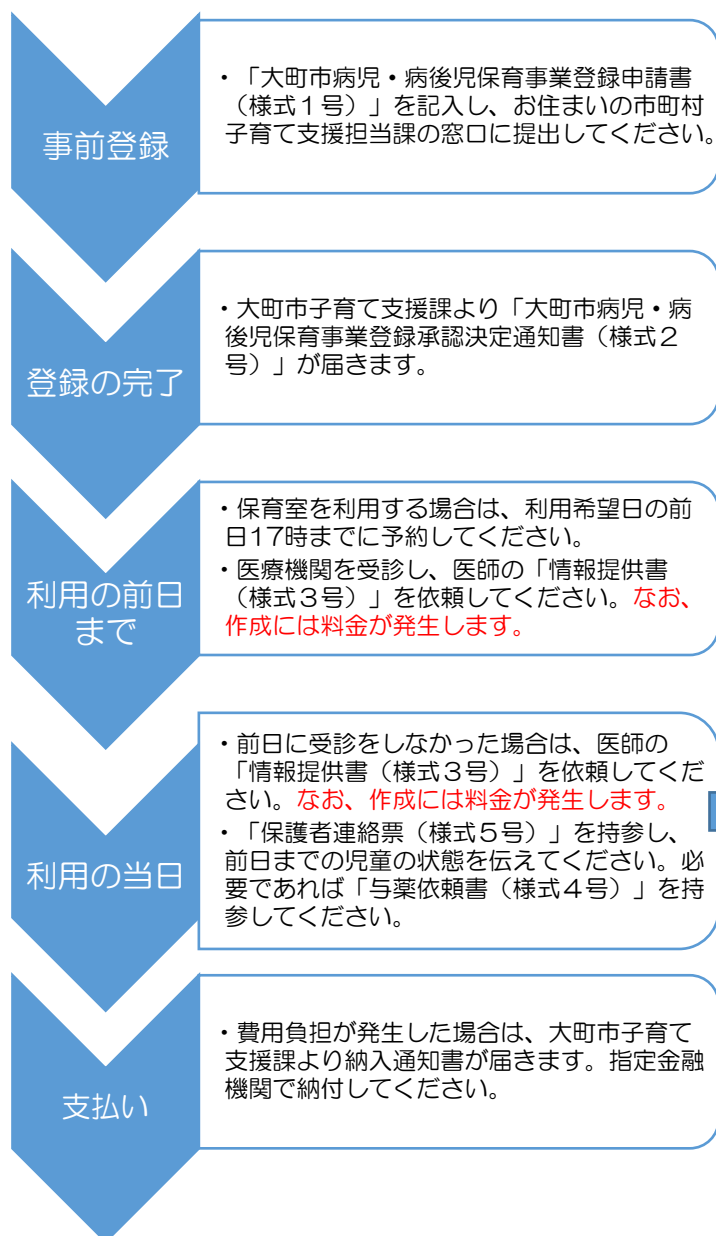 事前登録
・「大町市病児・病後児保育事業登録申請書
（様式１号）」を記入し、お住まいの市町村
子育て支援担当課の窓口に提出してください。
登録の完了
・大町市子育て支援課より「大町市病児・病
後児保育事業登録承認決定通知書（様式２
号）」が届きます。
利用の前日
まで
・保育室を利用する場合は、利用希望日の前
日17時までに予約してください。
・医療機関を受診し、医師の「情報提供書
（様式３号）」を依頼してください。なお、
作成には料金が発生します。
利用の当日
・前日に受診をしなかった場合は、医師の
「情報提供書（様式３号）」を依頼してくだ
さい。なお、作成には料金が発生します。
・「保護者連絡票（様式５号）」を持参し、
前日までの児童の状態を伝えてください。必
要であれば「与薬依頼書（様式４号）」を持
参してください。
支払い
・費用負担が発生した場合は、大町市子育て
支援課より納入通知書が届きます。指定金融
機関で納付してください。